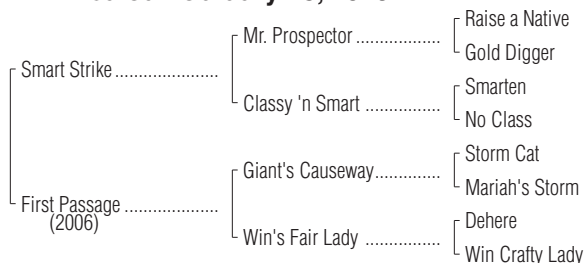 Raise a Native
Mr. Prospector ..................
Gold Digger
Smart Strike ......................
Smarten
Classy 'n Smart ................
No Class
Storm Cat
Giant's Causeway..............
Mariah's Storm
First Passage ....................
(2006)
Dehere
Win's Fair Lady ................
Win Crafty Lady